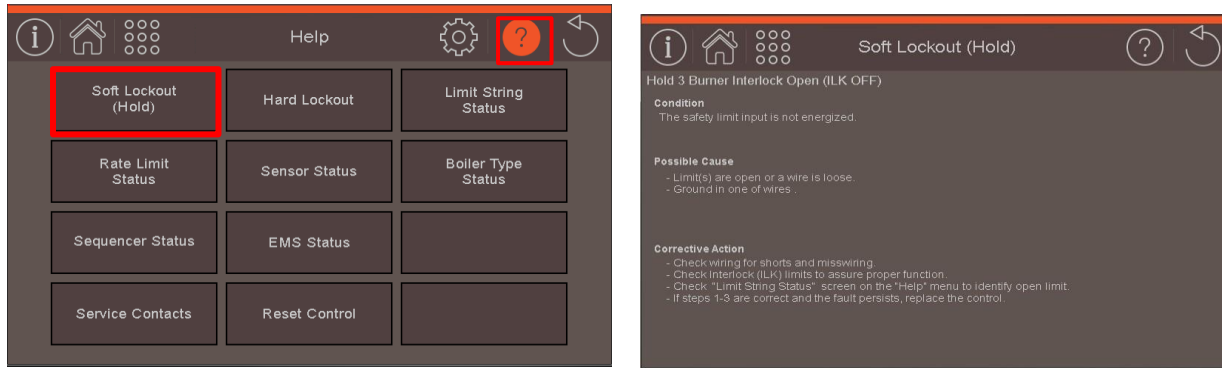 Help
Soft Lockout
(Hold)
Hard Lockout
Limit String
Status
Rate Limit
Status
Sensor Status
Boiler Type
Status
Sequencer Status
EMS Status
Service Contacts
Reset Control
Soft Lockout (Hold)
Hold 3 Burner Interlock Open (ILK OFF)
Condition
The safety limit input is not energized.
Possible Cause
- Limit(s) are open or a wire is loose.
- Ground in one of wires .
Corrective Action
- Check wiring for shorts and misswiring.
- Check Interlock (ILK) limits to assure proper function.
- Check "Limit String Status" screen on the "Help" menu to identify open limit.
- If steps 1-3 are correct and the fault persists, replace the control.